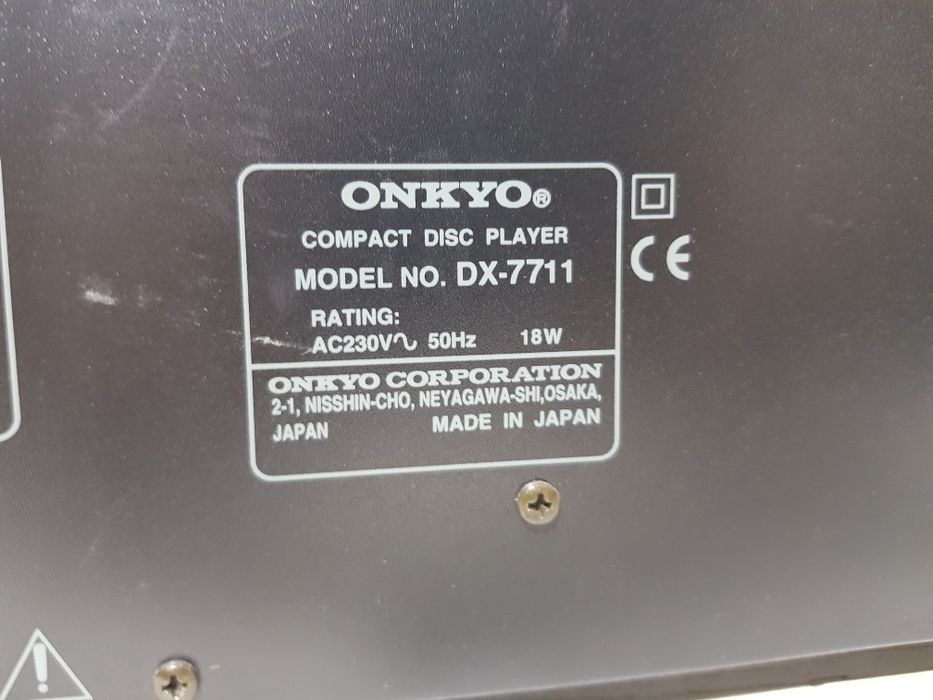 ONKYO®
COMPACT DISC PLAYER
MODEL NO. DX-7711
RATING:
AC230V∿ 50Hz 18W
ONKYO CORPORATION
2-1, NISSHIN-CHO, NEYAGAWA-SHI,OSAKA,
JAPAN MADE IN JAPAN
CE
!